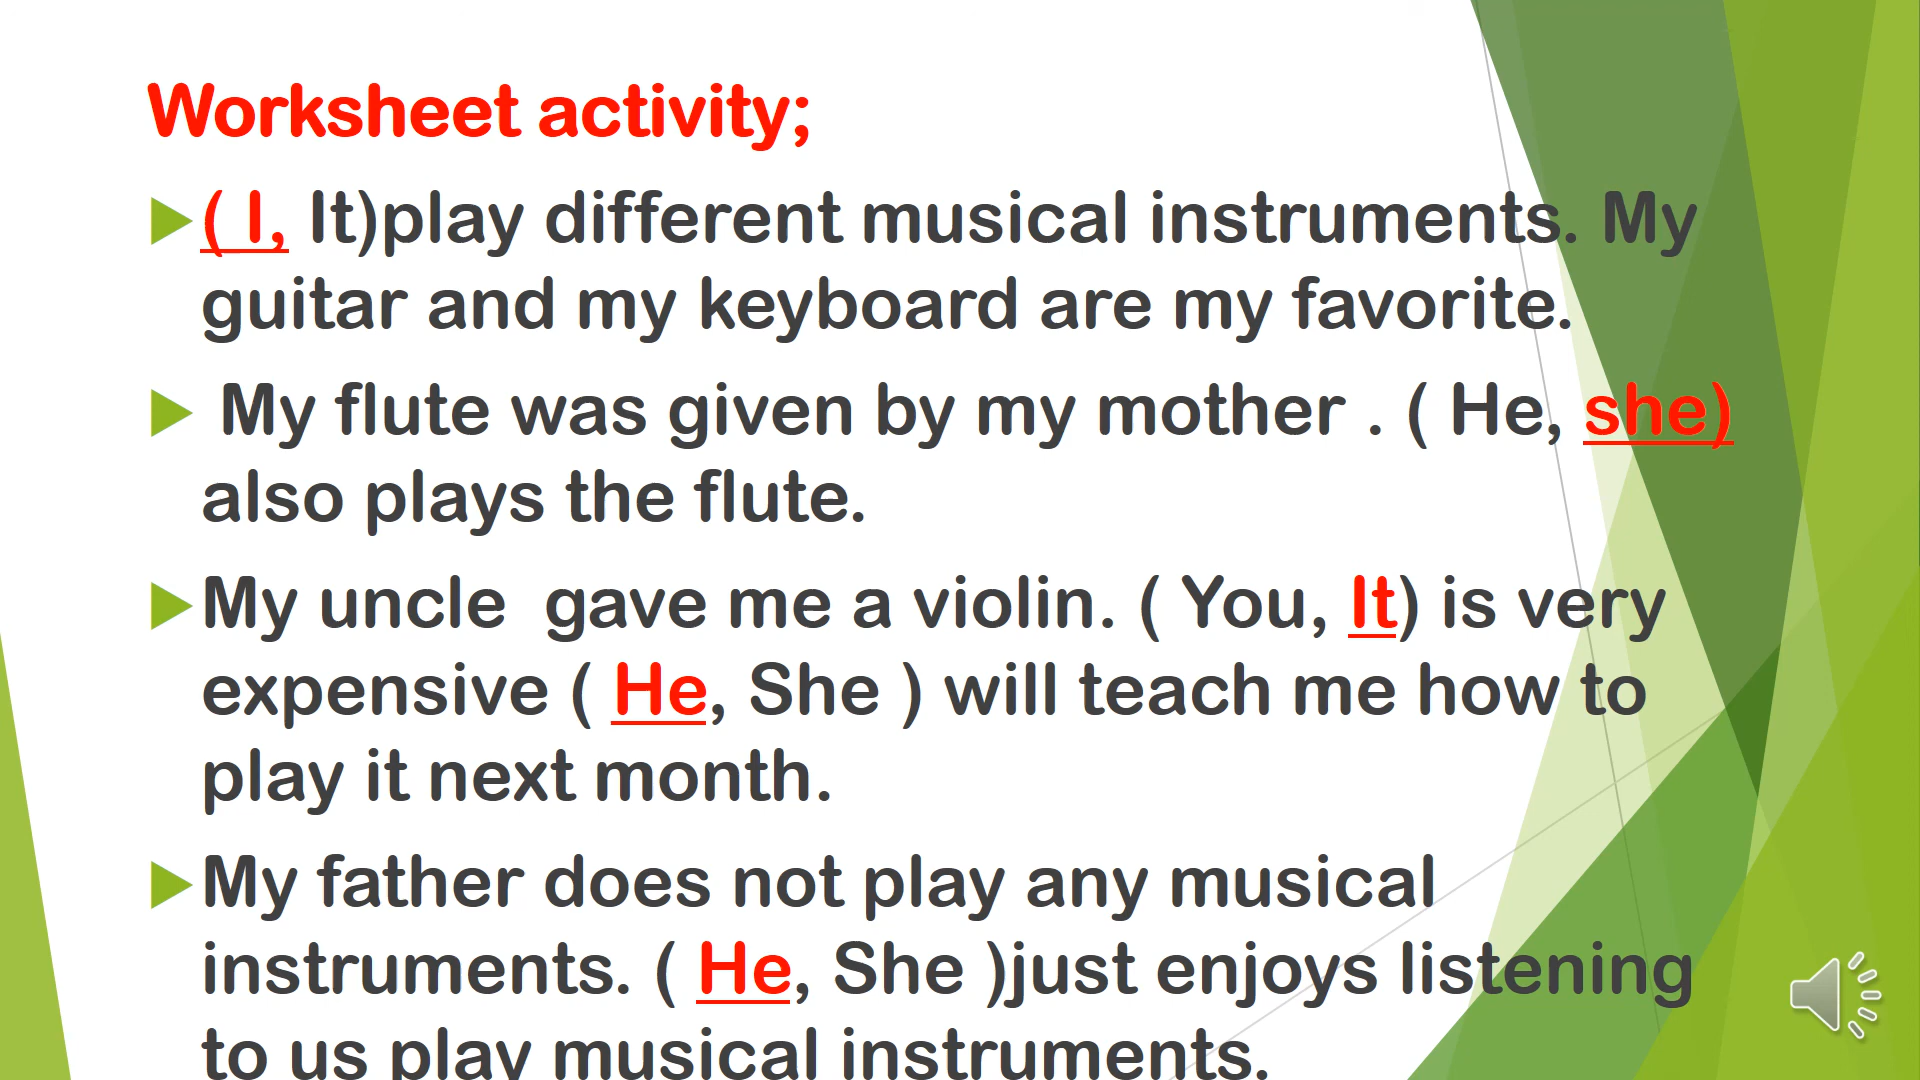 Worksheet activity;
( I, It)play different musical instruments. My
guitar and my keyboard are my favorite.
My flute was given by my mother . ( He, she)
also plays the flute.
My uncle gave me a violin. ( You, It) is very
expensive ( He, She ) will teach me how to
play it next month.
My father does not play any musical
instruments. ( He, She )just enjoys listening
to us play musical instruments.